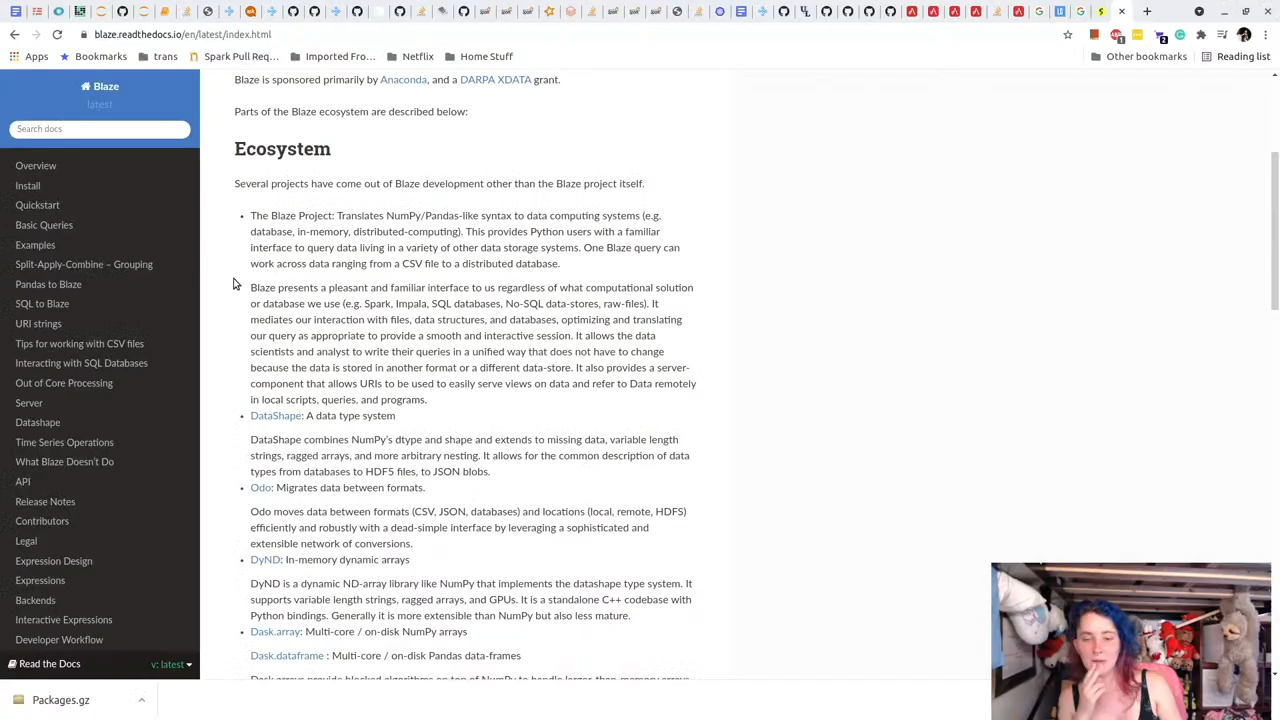 blaze.readthedocs.io/en/latest/index.html
Apps
Bookmarks
trans
Spark Pull Req...
Imported Fro...
Netflix
Home Stuff
Other bookmarks
Reading list
Blaze
latest
Search docs
Overview
Install
Quickstart
Basic Queries
Examples
Split-Apply-Combine – Grouping
Pandas to Blaze
SQL to Blaze
URI strings
Tips for working with CSV files
Interacting with SQL Databases
Out of Core Processing
Server
Datashape
Time Series Operations
What Blaze Doesn't Do
API
Release Notes
Contributors
Legal
Expression Design
Expressions
Backends
Interactive Expressions
Developer Workflow
Read the Docs
v: latest
Blaze is sponsored primarily by Anaconda, and a DARPA XDATA grant.
Parts of the Blaze ecosystem are described below:
Ecosystem
Several projects have come out of Blaze development other than the Blaze project itself.
• The Blaze Project: Translates NumPy/Pandas-like syntax to data computing systems (e.g.
database, in-memory, distributed-computing). This provides Python users with a familiar
interface to query data living in a variety of other data storage systems. One Blaze query can
work across data ranging from a CSV file to a distributed database.
Blaze presents a pleasant and familiar interface to us regardless of what computational solution
or database we use (e.g. Spark, Impala, SQL databases, No-SQL data-stores, raw-files). It
mediates our interaction with files, data structures, and databases, optimizing and translating
our query as appropriate to provide a smooth and interactive session. It allows the data
scientists and analyst to write their queries in a unified way that does not have to change
because the data is stored in another format or a different data-store. It also provides a server-
component that allows URIs to be used to easily serve views on data and refer to Data remotely
in local scripts, queries, and programs.
• DataShape: A data type system
DataShape combines NumPy's dtype and shape and extends to missing data, variable length
strings, ragged arrays, and more arbitrary nesting. It allows for the common description of data
types from databases to HDF5 files, to JSON blobs.
• Odo: Migrates data between formats.
Odo moves data between formats (CSV, JSON, databases) and locations (local, remote, HDFS)
efficiently and robustly with a dead-simple interface by leveraging a sophisticated and
extensible network of conversions.
• DyND: In-memory dynamic arrays
DyND is a dynamic ND-array library like NumPy that implements the datashape type system. It
supports variable length strings, ragged arrays, and GPUs. It is a standalone C++ codebase with
Python bindings. Generally it is more extensible than NumPy but also less mature.
• Dask.array: Multi-core / on-disk NumPy arrays
Dask.dataframe : Multi-core / on-disk Pandas data-frames
Dask arrays provide blocked algorithms on top of NumPy to handle larger-than-memory arrays
Packages.gz